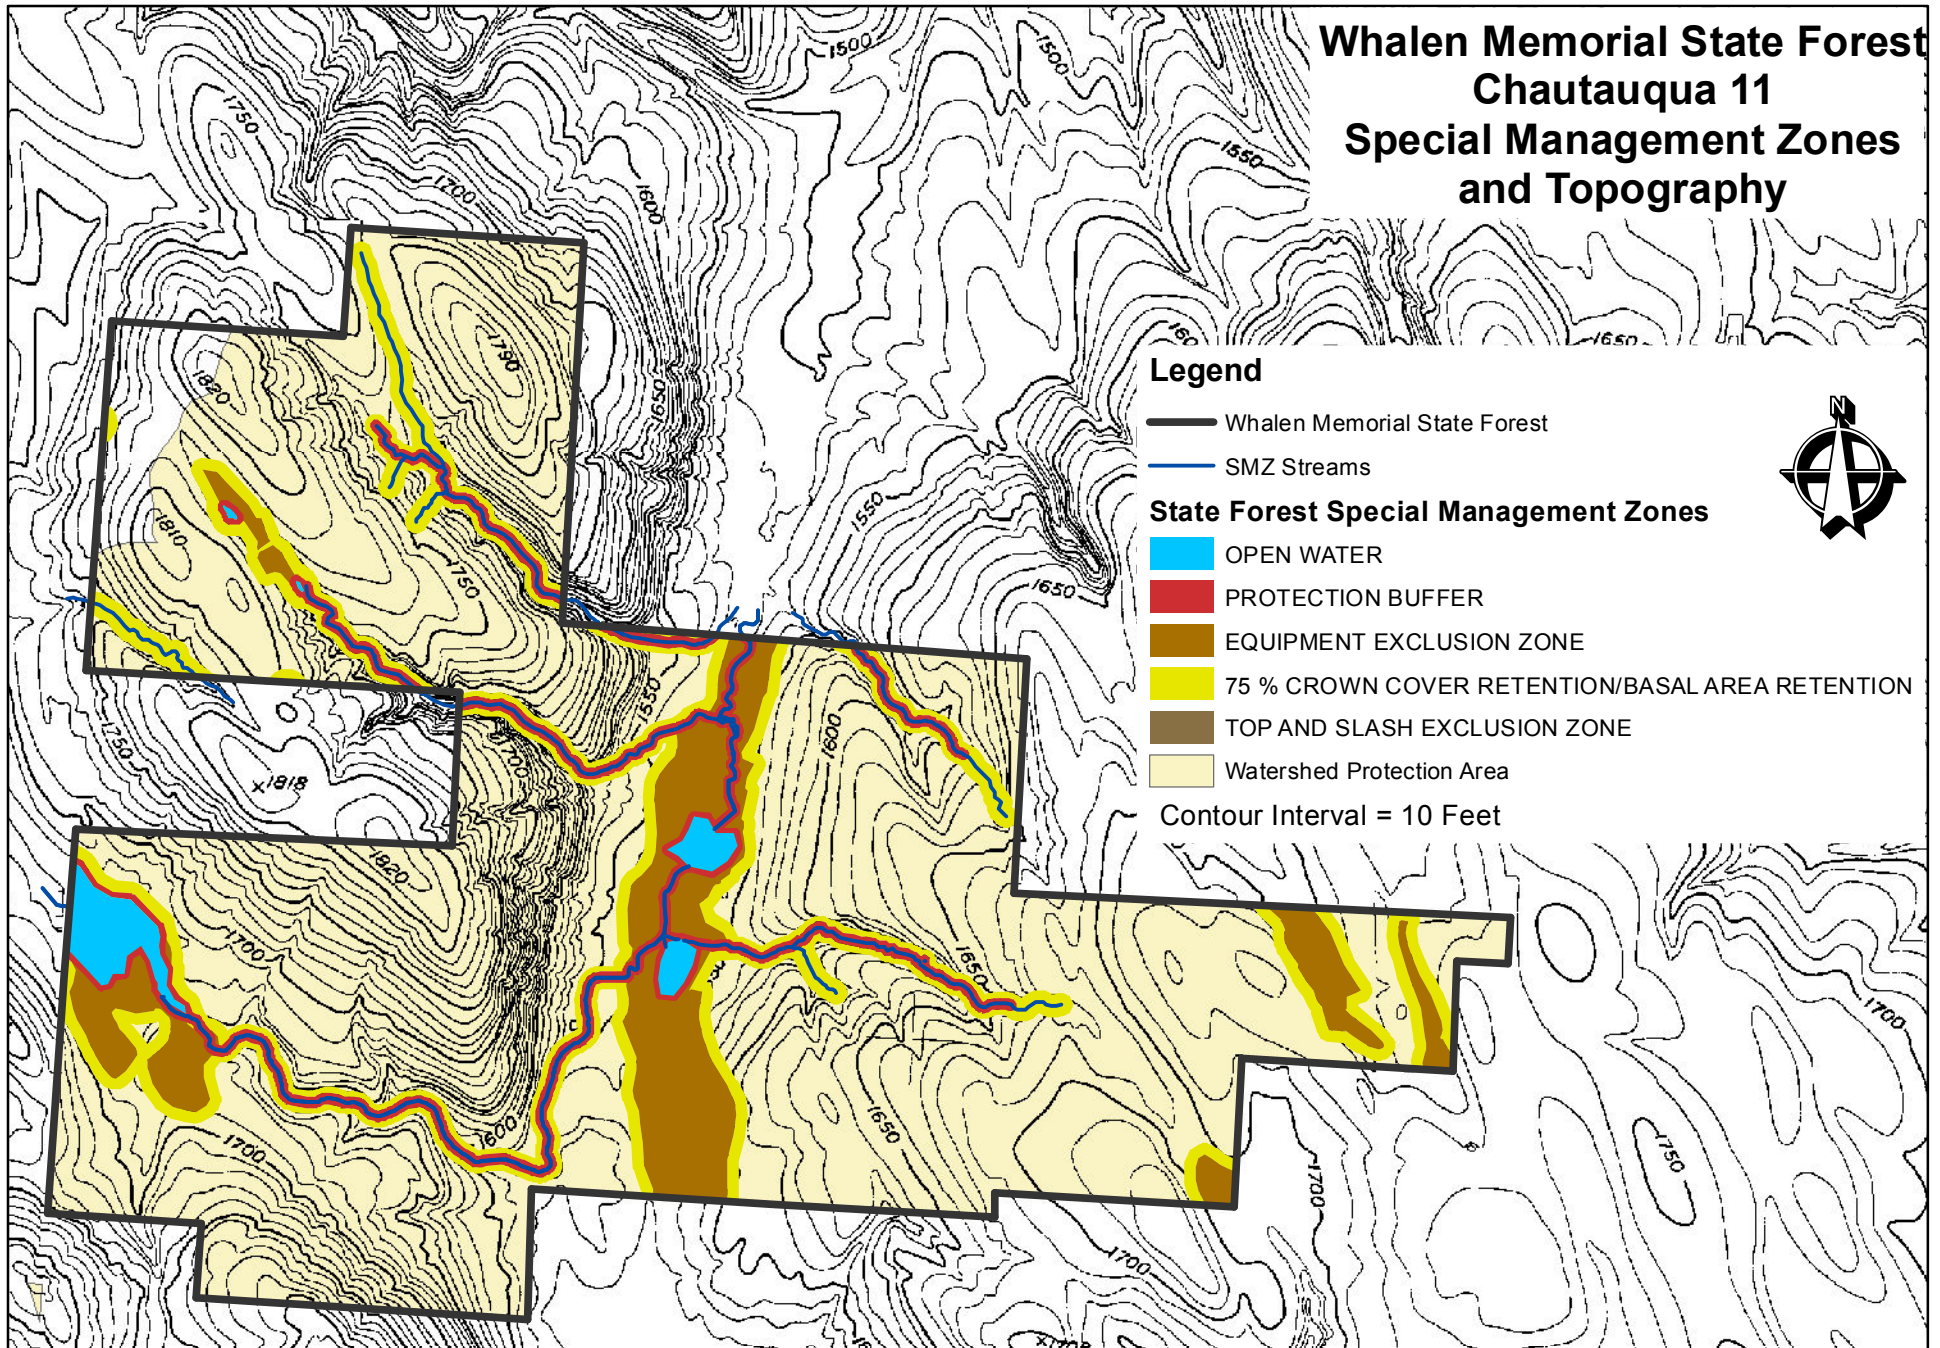 Whalen Memorial State Forest
Chautauqua 11
Special Management Zones
and Topography
Legend
Whalen Memorial State Forest
SMZ Streams
State Forest Special Management Zones
OPEN WATER
PROTECTION BUFFER
EQUIPMENT EXCLUSION ZONE
75 % CROWN COVER RETENTION/BASAL AREA RETENTION
TOP AND SLASH EXCLUSION ZONE
Watershed Protection Area
Contour Interval = 10 Feet
N
1500
1500
1750
1550
1700
1600
1650
1790
1820
1650
1550
1810
1750
1650
1550
1600
1750
1700
x1818
1820
1700
1650
1700
1600
1650
1700
1750
1700
1700